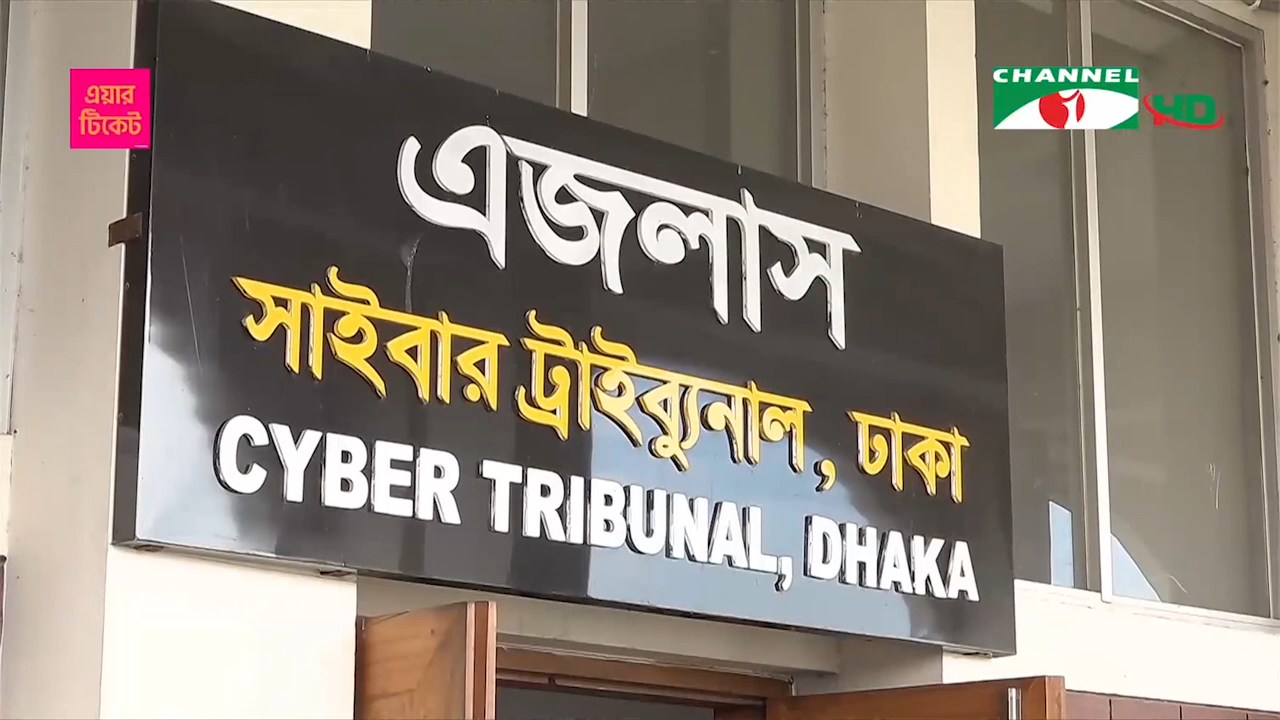 এয়ার
টিকেট
CHANNEL
i HD
এজলাস
সাইবার ট্রাইব্যুনাল, ঢাকা
CYBER TRIBUNAL, DHAKA